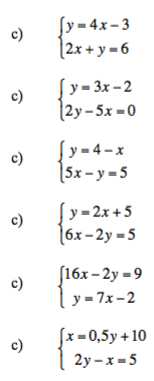 c) { y = 4x - 3
2x + y = 6
c) { y = 3x - 2
2y - 5x = 0
c) { y = 4 - x
5x - y = 5
c) { y = 2x + 5
6x - 2y = 5
c) { 16x - 2y = 9
y = 7x - 2
c) { x = 0,5y + 10
2y - x = 5